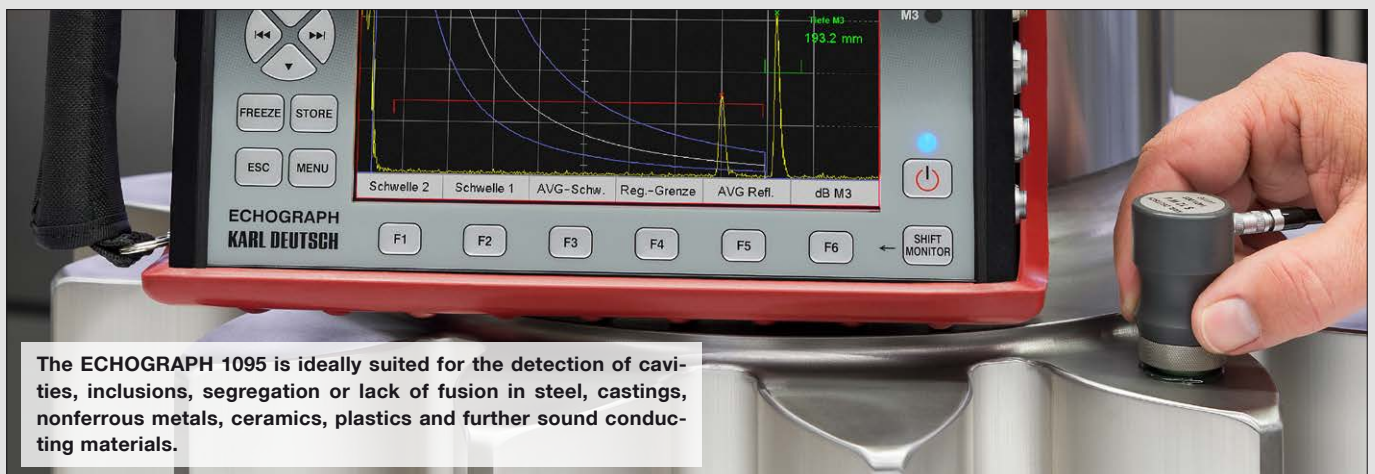 M3
Tiefe M3
193.2 mm
FREEZE STORE
ESC MENU
Schwelle 2 Schwelle 1 AVG-Schw. Reg.-Grenze AVG Refl. dB M3
ECHOGRAPH
KARL DEUTSCH
F1 F2 F3 F4 F5 F6 ← SHIFT
MONITOR
The ECHOGRAPH 1095 is ideally suited for the detection of cavi-
ties, inclusions, segregation or lack of fusion in steel, castings,
nonferrous metals, ceramics, plastics and further sound conduc-
ting materials.